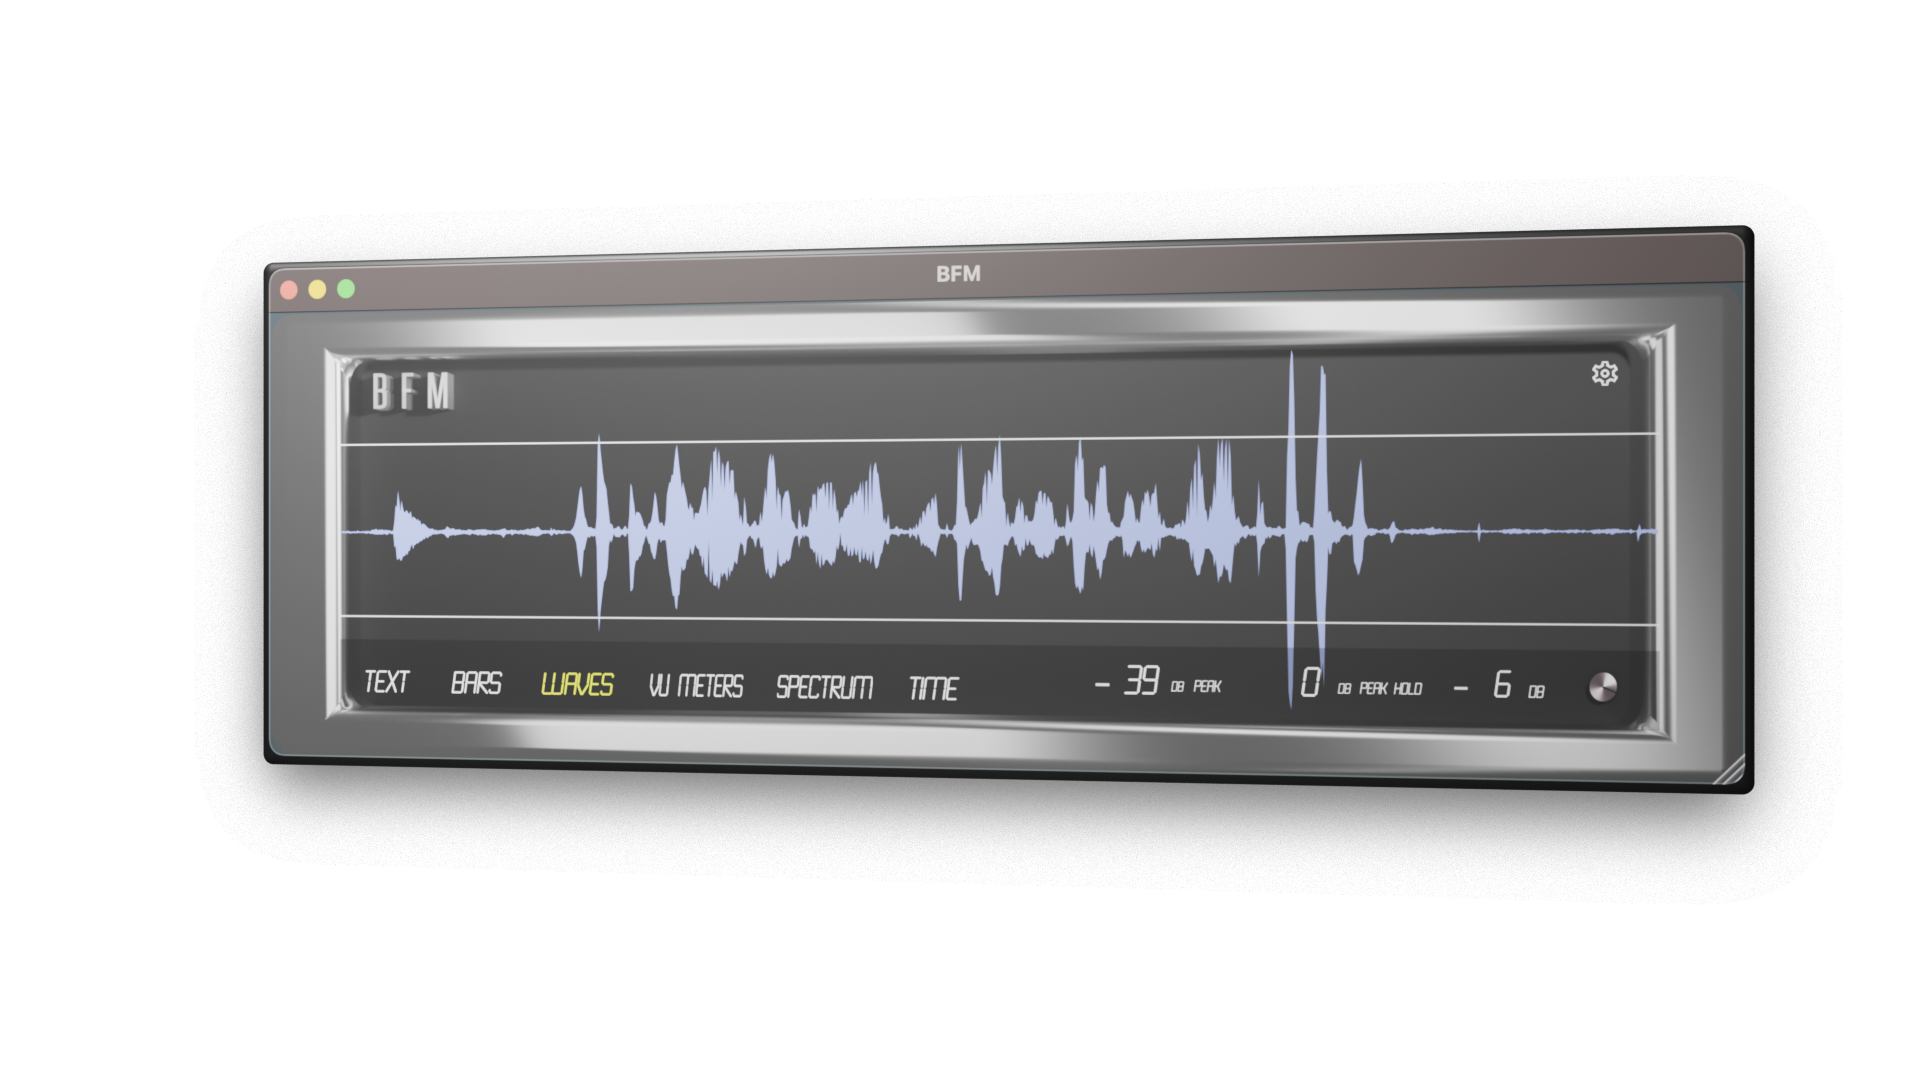 BFM
BFM
TEXT BARS WAVES VU METERS SPECTRUM TIME - 39 DB PEAK 0 DB PEAK HOLD - 6 DB